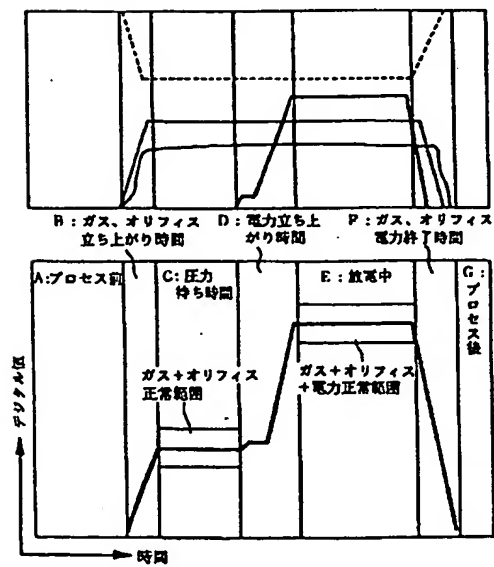 B：ガス、オリフィス
立ち上がり時間
D：電力立ち上
がり時間
F：ガス、オリフィス
電力終了時間
A:プロセス前
C：圧力
待ち時間
E：放電中
G：
プロセス後
ガス＋オリフィス
正常範囲
ガス＋オリフィス
＋電力正常範囲
デジタル値
時間